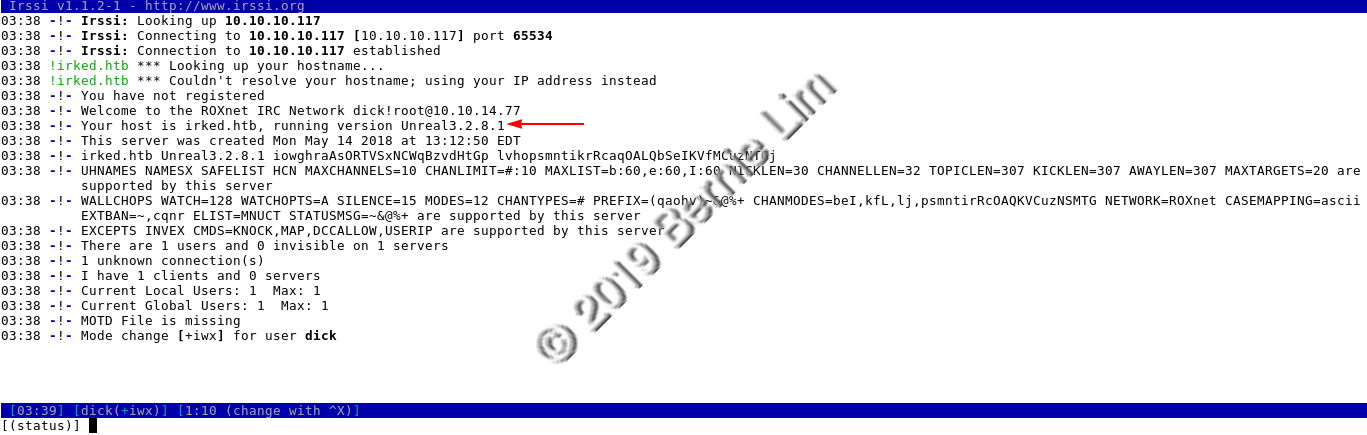 Irssi v1.1.2-1 - http://www.irssi.org
03:38 -!- Irssi: Looking up 10.10.10.117
03:38 -!- Irssi: Connecting to 10.10.10.117 [10.10.10.117] port 65534
03:38 -!- Irssi: Connection to 10.10.10.117 established
03:38 !irked.htb *** Looking up your hostname...
03:38 !irked.htb *** Couldn't resolve your hostname; using your IP address instead
03:38 -!- You have not registered
03:38 -!- Welcome to the ROXnet IRC Network dick!root@10.10.14.77
03:38 -!- Your host is irked.htb, running version Unreal3.2.8.1
03:38 -!- This server was created Mon May 14 2018 at 13:12:50 EDT
03:38 -!- irked.htb Unreal3.2.8.1 iowghraAsORTVSxNCWqBzvdHtGp
03:38 -!- UHNAMES NAMESX SAFELIST HCN MAXCHANNELS=10 CHANLIMIT=#:10 MAXLIST=b:60,e:60,I:60 NICKLEN=30 CHANNELLEN=32 TOPICLEN=307 KICKLEN=307 AWAYLEN=307 MAXTARGETS=20 are
supported by this server
03:38 -!- WALLCHOPS WATCH=128 WATCHOPTS=A SILENCE=15 MODES=12 CHANTYPES=# PREFIX=(qaohv)~&@%+ CHANMODES=beI,kfL,lj,psmntirRcOAQKVCuzNSMTG NETWORK=ROXnet CASEMAPPING=ascii
EXTBAN=~,cqnr ELIST=MNUCT STATUSMSG=~&@%+ are supported by this server
03:38 -!- EXCEPTS INVEX CMDS=KNOCK,MAP,DCCALLOW,USERIP are supported by this server
03:38 -!- There are 1 users and 0 invisible on 1 servers
03:38 -!- 1 unknown connection(s)
03:38 -!- I have 1 clients and 0 servers
03:38 -!- Current Local Users: 1  Max: 1
03:38 -!- Current Global Users: 1  Max: 1
03:38 -!- MOTD File is missing
03:38 -!- Mode change [+iwx] for user dick
© 2019 Bernie Lim
[03:39] [dick(+iwx)] [1:10 (change with ^X)]
[(status)]